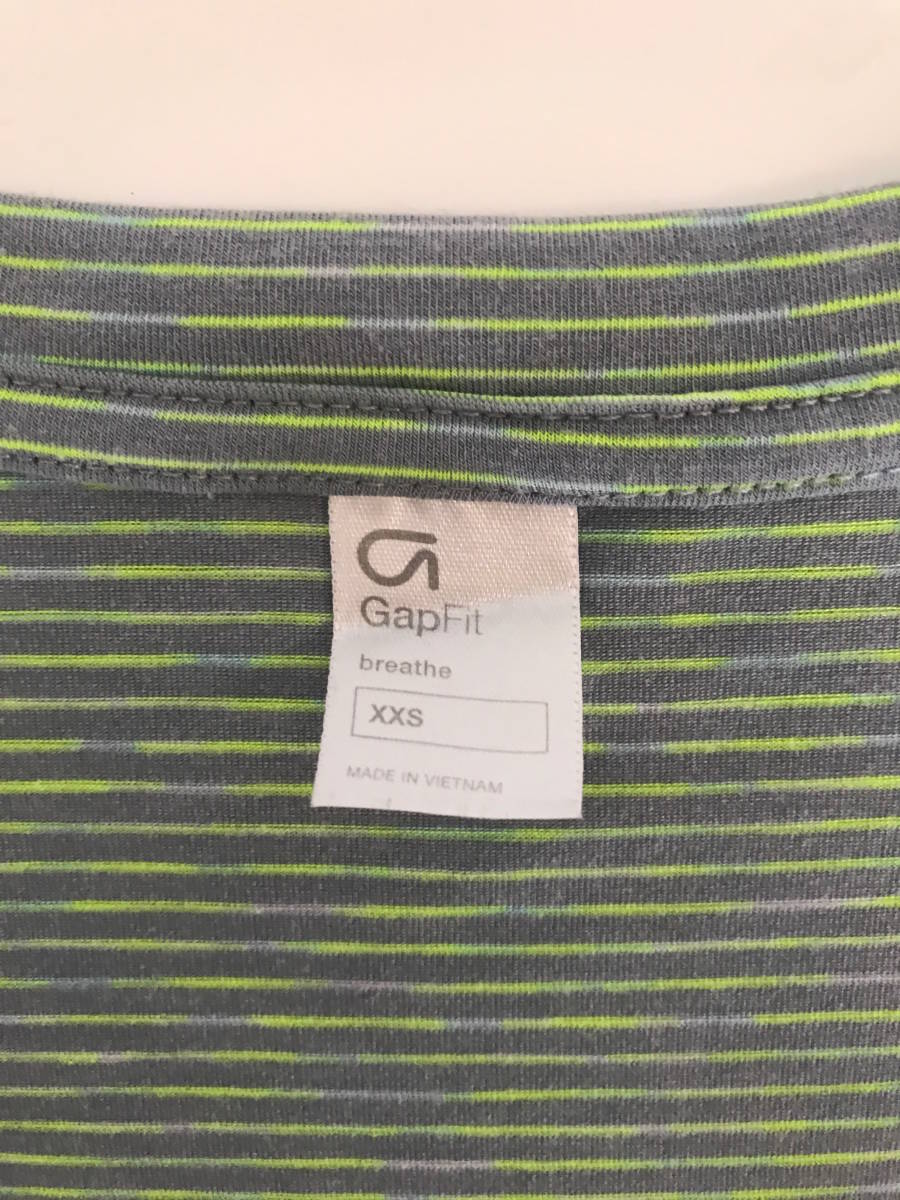 GapFit
breathe
XXS
MADE IN VIETNAM